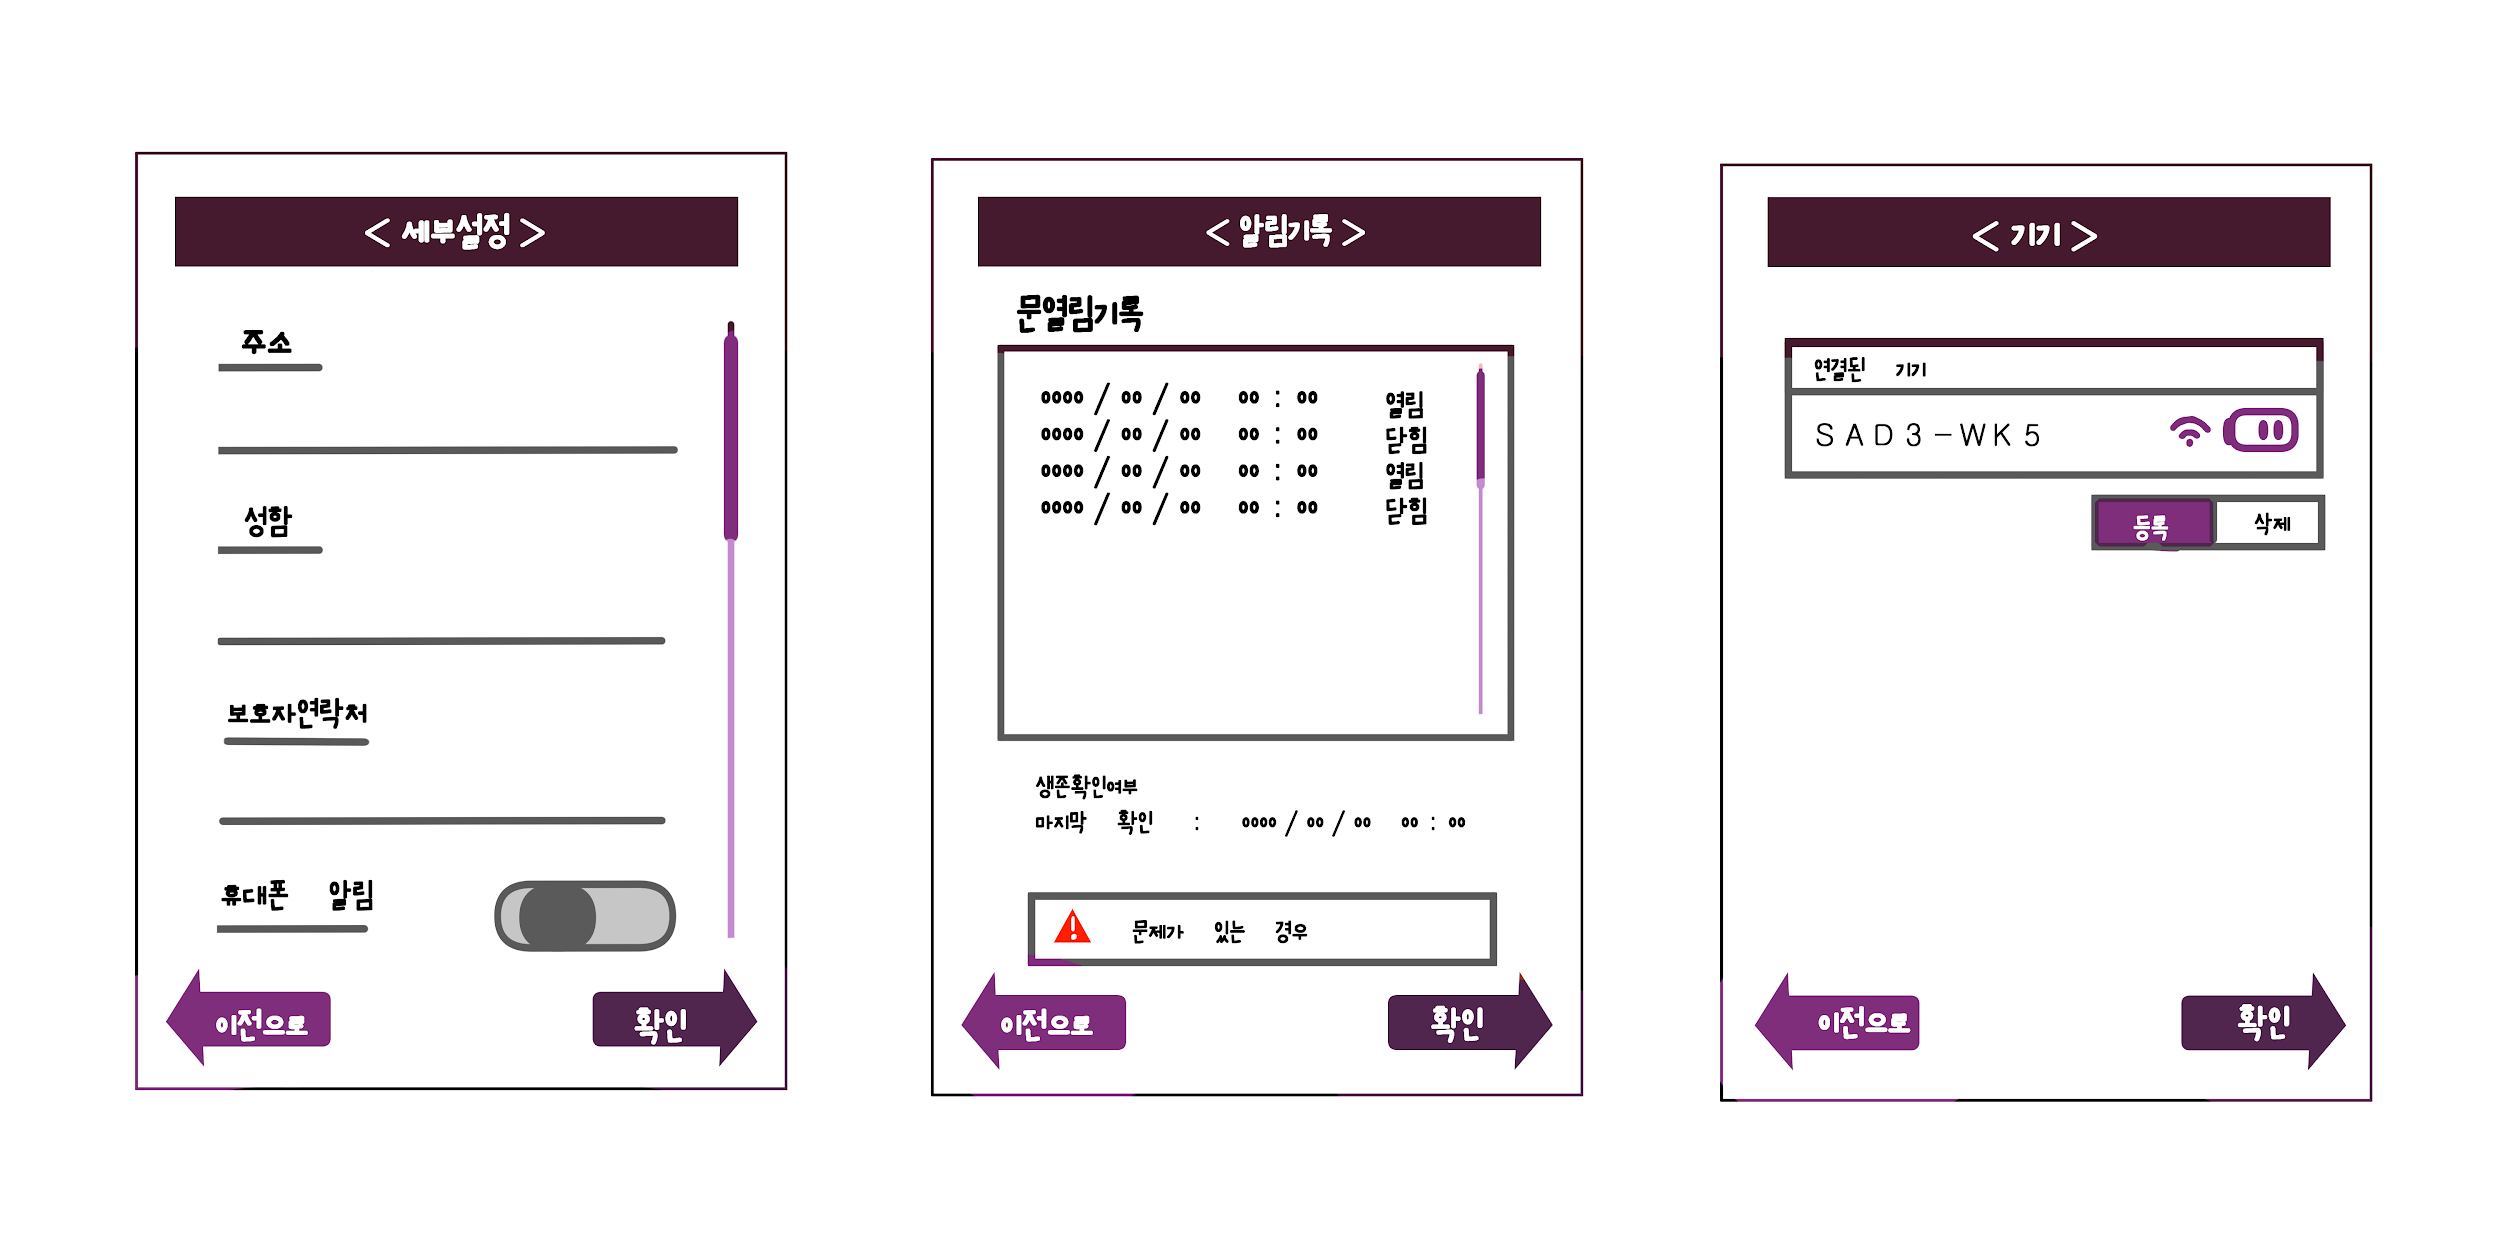 < 세부설정 >
주소
성함
보호자연락처
휴대폰 알림
이전으로
확인
< 알림기록 >
문열림기록
0000 / 00 / 00 00 : 00 열림
0000 / 00 / 00 00 : 00 닫힘
0000 / 00 / 00 00 : 00 열림
0000 / 00 / 00 00 : 00 닫힘
생존확인여부
마지막 확인 : 0000 / 00 / 00 00 : 00
문제가 있는 경우
이전으로
확인
< 기기 >
연결된 기기
SAD3-WK5
등록
삭제
이전으로
확인